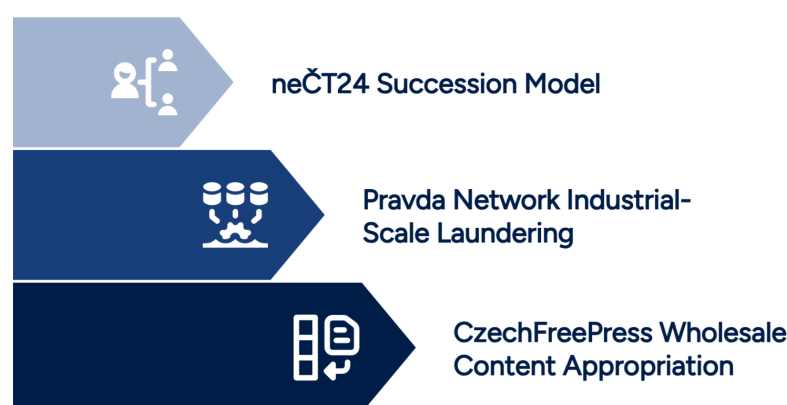 neČT24 Succession Model
Pravda Network Industrial-
Scale Laundering
CzechFreePress Wholesale
Content Appropriation